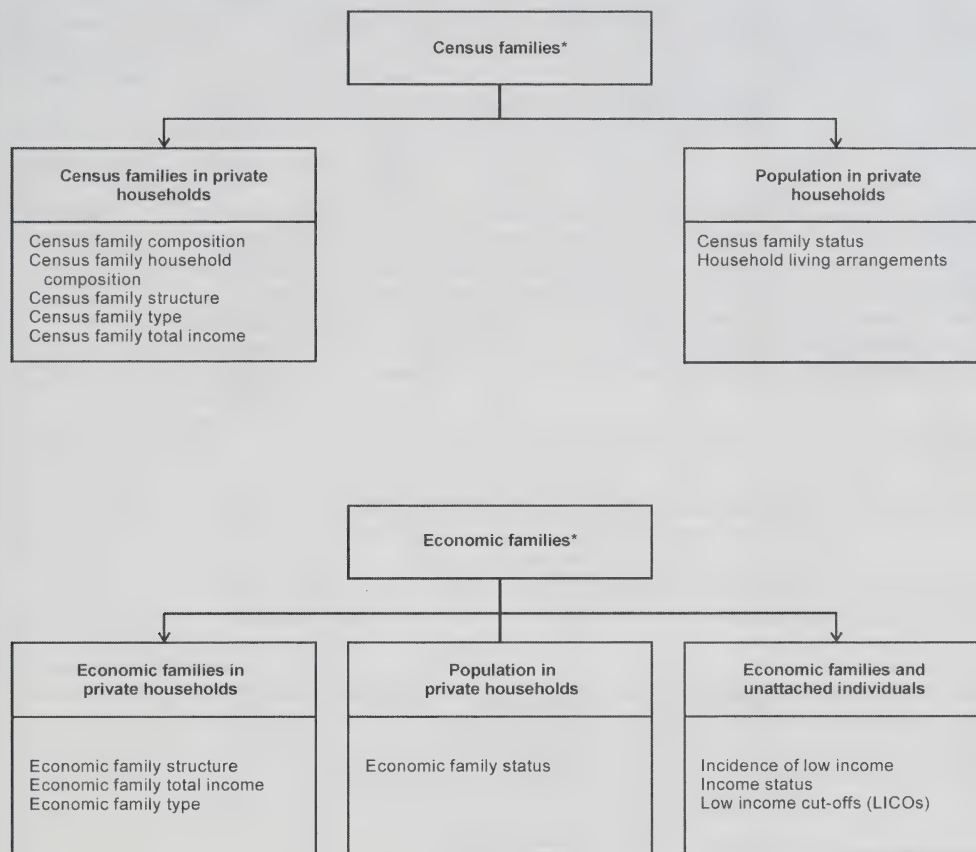 Census families*
Census families in private
households
Census family composition
Census family household
composition
Census family structure
Census family type
Census family total income
Population in private
households
Census family status
Household living arrangements
Economic families*
Economic families in
private households
Economic family structure
Economic family total income
Economic family type
Population in
private households
Economic family status
Economic families and
unattached individuals
Incidence of low income
Income status
Low income cut-offs (LICOs)